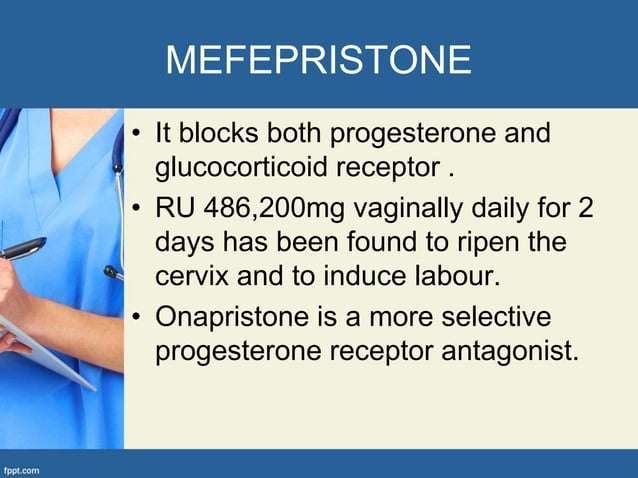 MEFEPRISTONE
• It blocks both progesterone and
glucocorticoid receptor .
• RU 486,200mg vaginally daily for 2
days has been found to ripen the
cervix and to induce labour.
• Onapristone is a more selective
progesterone receptor antagonist.
fppt.com